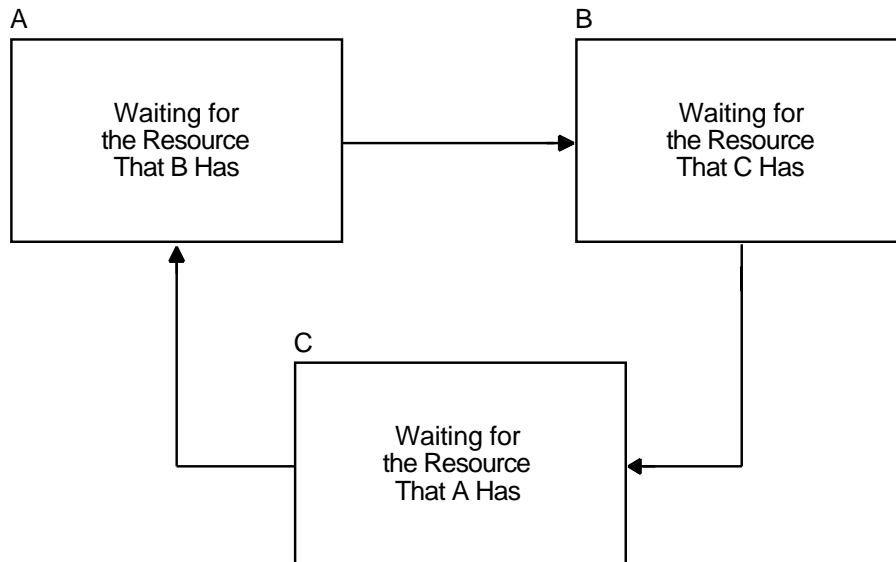 A
B
Waiting for
the Resource
That B Has
Waiting for
the Resource
That C Has
C
Waiting for
the Resource
That A Has